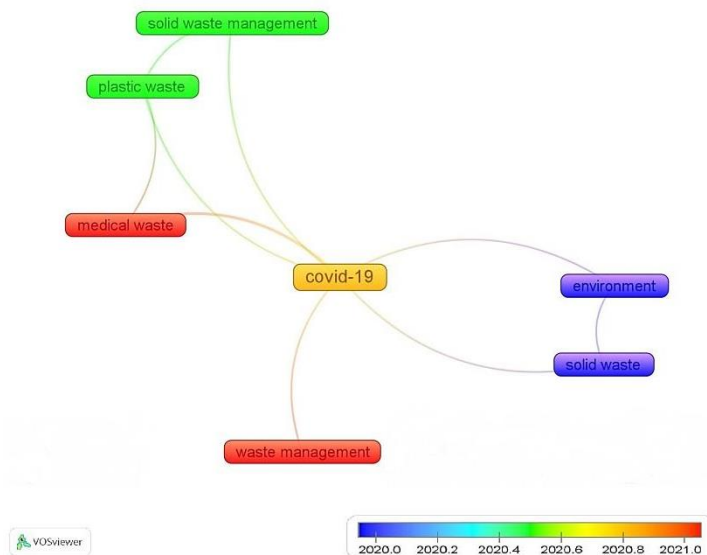 solid waste management
plastic waste
medical waste
covid-19
environment
solid waste
waste management
VOSviewer
2020.0 2020.2 2020.4 2020.6 2020.8 2021.0